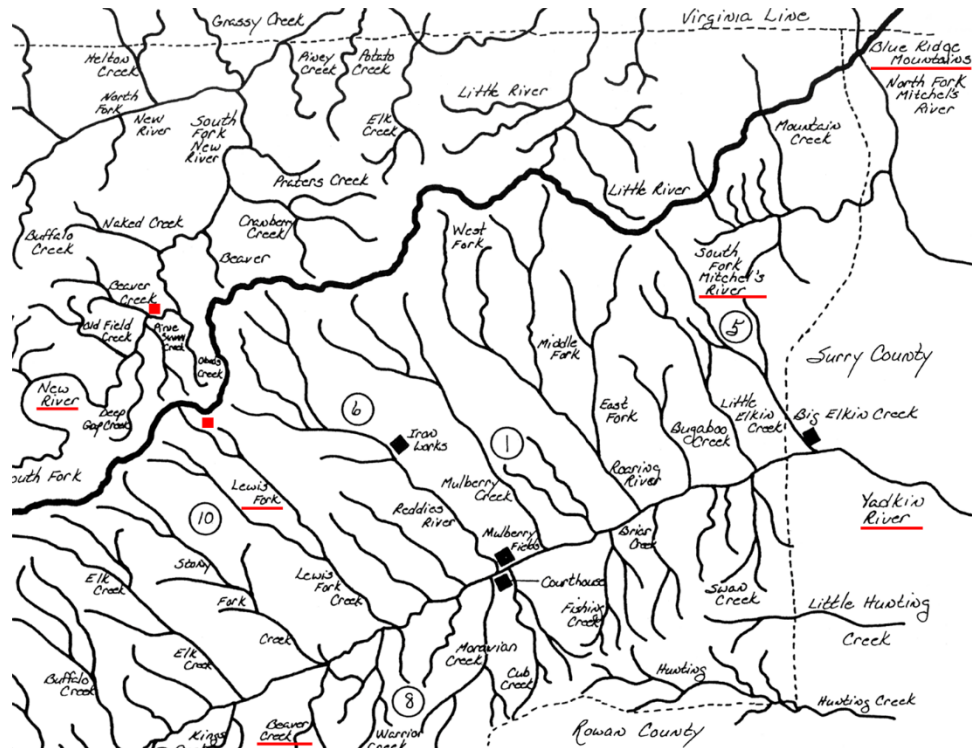 Grassy Creek
Virginia Line
Helton
Creek
Piney
Creek
Potato
Creek
Blue Ridge
Mountains
North Fork
Mitchel's
River
North
Fork
New
River
South
Fork
New
River
Little River
Elk
Creek
Mountain
Creek
Praters Creek
Little River
Naked Creek
Cranberry
Creek
West
Fork
Buffalo
Creek
Beaver
South
Fork
Mitchel's
River
Beaver
Creek
Old Field
Creek
Creek
Obids
Creek
5
Middle
Fork
Surry County
New
River
Deep
Gap Creek
6
Iron
Works
1
East
Fork
Bugaboo
Creek
Little
Elkin
Creek
Big Elkin Creek
outh Fork
Roaring
River
Lewis
Fork
Mulberry
Creek
Reddies
River
Yadkin
River
10
Mulberry
Fields
Briar
Creek
Stony
Fork
Creek
Elk
Creek
Lewis
Fork
Creek
Courthouse
Fishing
Creek
Swan
Creek
Little Hunting
Creek
Elk
Creek
Moravian
Creek
Cub
Creek
Hunting
Buffalo
Creek
8
Hunting Creek
Kings
Beaver
Creek
Warrior
Creek
Rowan County